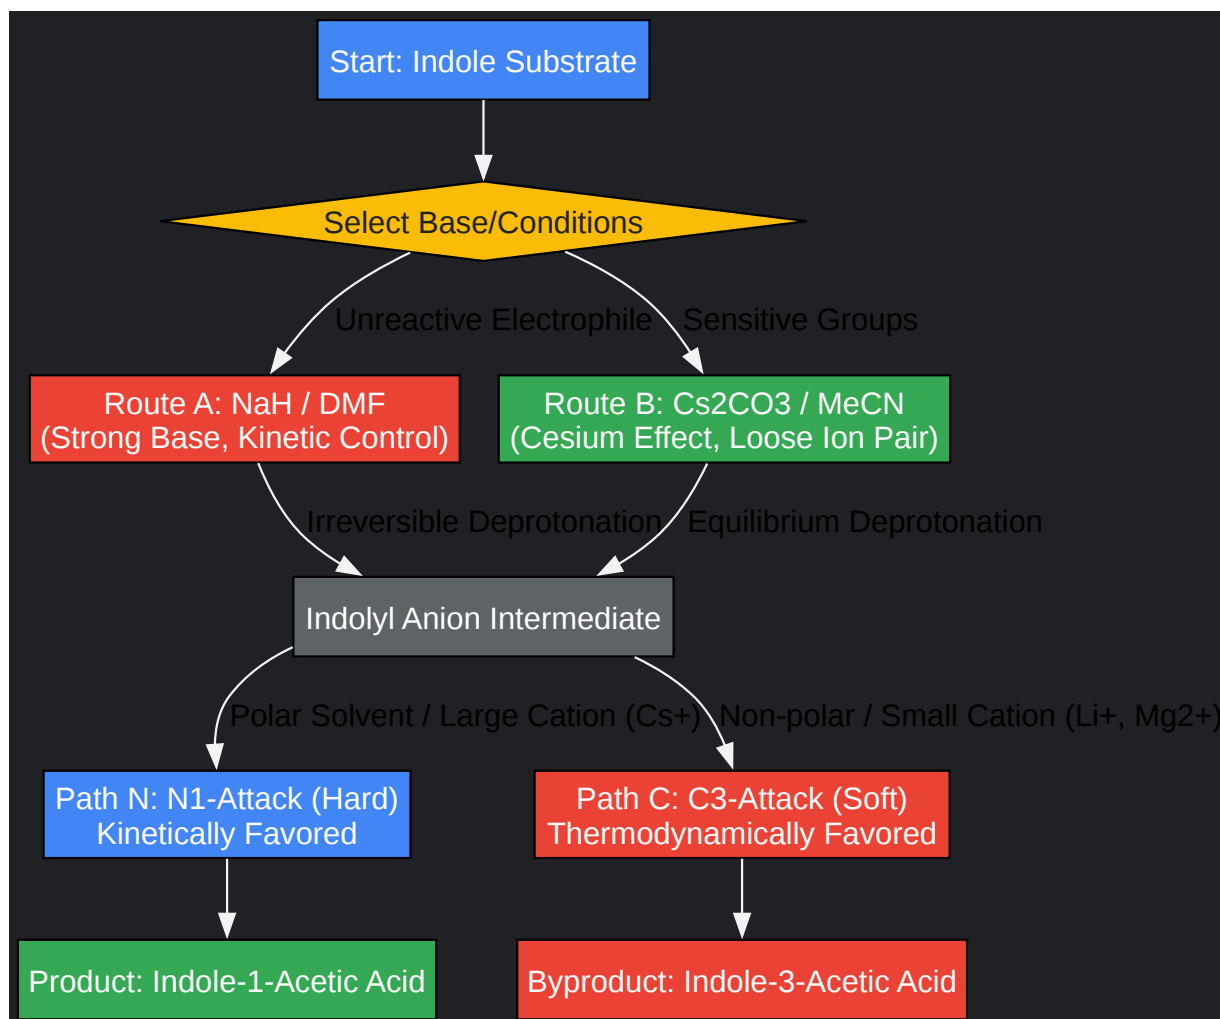 Start: Indole Substrate
Select Base/Conditions
Unreactive Electrophile
Sensitive Groups
Route A: NaH / DMF
(Strong Base, Kinetic Control)
Route B: Cs2CO3 / MeCN
(Cesium Effect, Loose Ion Pair)
Irreversible Deprotonation
Equilibrium Deprotonation
Indolyl Anion Intermediate
Polar Solvent / Large Cation (Cs+)
Non-polar / Small Cation (Li+, Mg2+)
Path N: N1-Attack (Hard)
Kinetically Favored
Path C: C3-Attack (Soft)
Thermodynamically Favored
Product: Indole-1-Acetic Acid
Byproduct: Indole-3-Acetic Acid